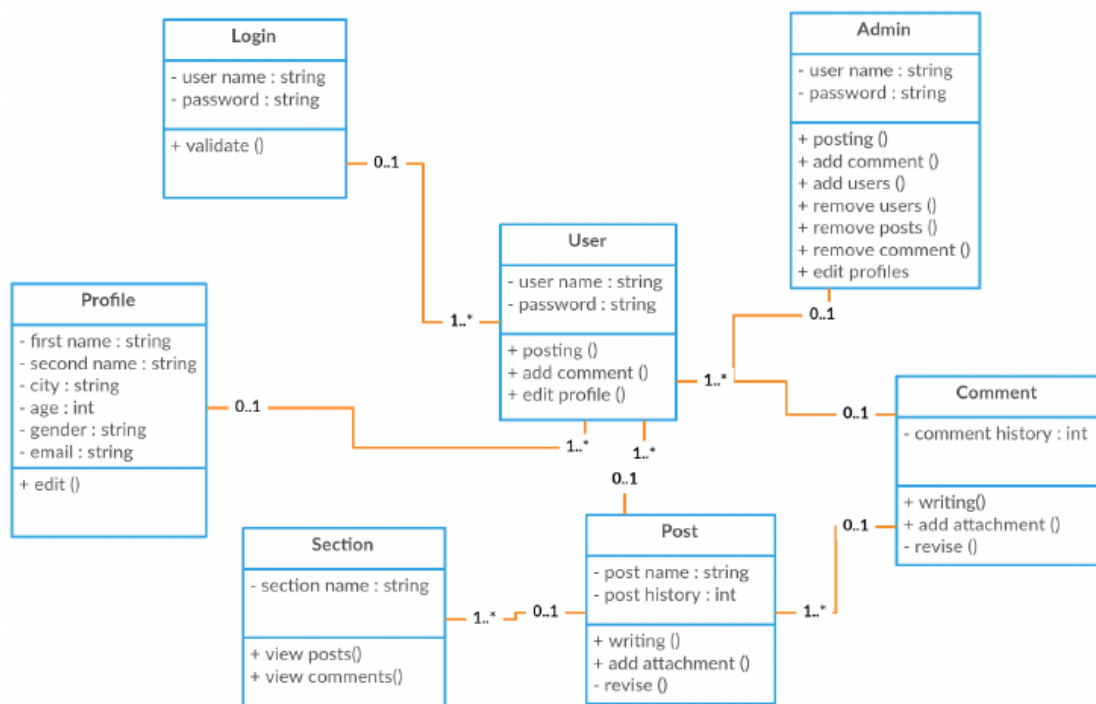 Login
- user name : string
- password : string
+ validate ()
Admin
- user name : string
- password : string
+ posting ()
+ add comment ()
+ add users ()
+ remove users ()
+ remove posts ()
+ remove comment ()
+ edit profiles
0..1
User
- user name : string
- password : string
+ posting ()
+ add comment ()
+ edit profile ()
Profile
- first name : string
- second name : string
- city : string
- age : int
- gender : string
- email : string
+ edit ()
1..*
0..1
1..*
0..1
0..1
1..*
1..*
0..1
Comment
- comment history : int
+ writing()
+ add attachment ()
- revise ()
Section
- section name : string
+ view posts()
+ view comments()
Post
- post name : string
- post history : int
+ writing ()
+ add attachment ()
- revise ()
0..1
1..*
0..1
1..*